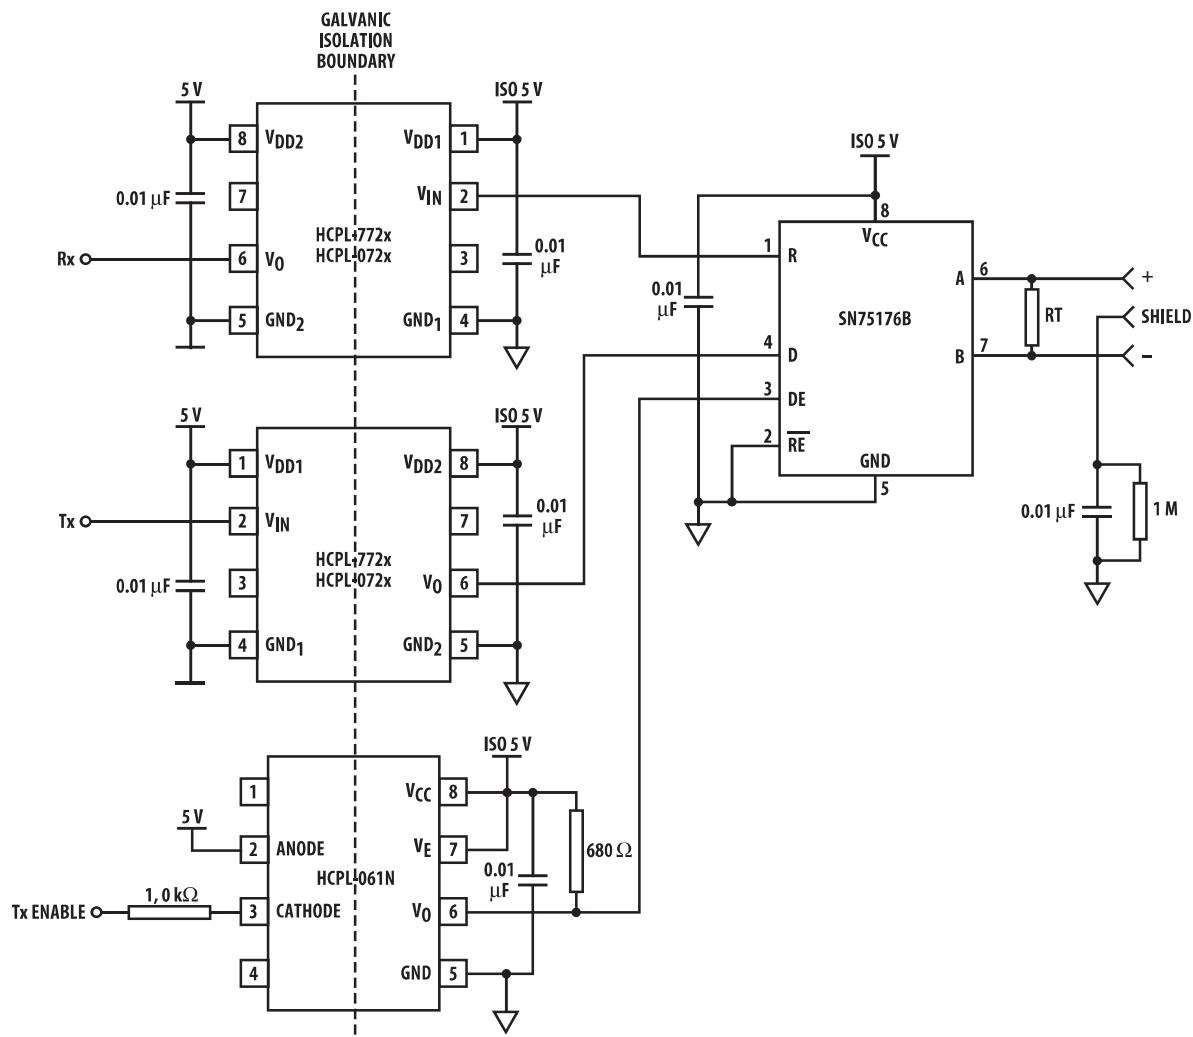 GALVANIC
ISOLATION
BOUNDARY
5 V
ISO 5 V
8
VDD2
VDD1
1
7
VIN
2
0.01 µF
HCPL-772x
HCPL-072x
0.01
µF
Rx
6
VO
3
5
GND2
GND1
4
5 V
ISO 5 V
1
VDD1
VDD2
8
Tx
2
VIN
7
0.01
µF
HCPL-772x
HCPL-072x
0.01 µF
3
VO
6
4
GND1
GND2
5
ISO 5 V
1
VCC
8
5 V
2
ANODE
VE
7
680 Ω
HCPL-061N
0.01
µF
1,0 kΩ
Tx ENABLE
3
CATHODE
VO
6
4
GND
5
ISO 5 V
8
VCC
1
R
0.01
µF
SN75176B
A
6
+
RT
SHIELD
4
D
B
7
−
3
DE
2
RE
GND
5
0.01 µF
1 M